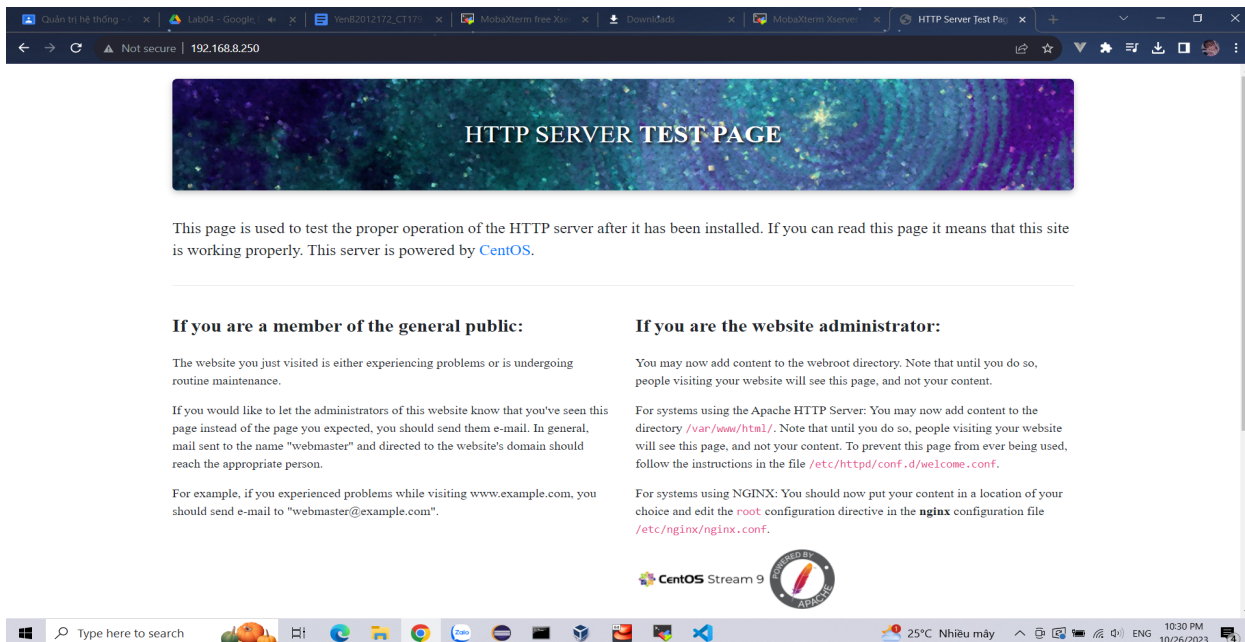 Quản trị hệ thống -
Lab04 - Google
YenB2012172_CT179
MobaXterm free Xse
Downloads
MobaXterm Xserver
HTTP Server Test Pag
Not secure | 192.168.8.250
HTTP SERVER TEST PAGE
This page is used to test the proper operation of the HTTP server after it has been installed. If you can read this page it means that this site
is working properly. This server is powered by CentOS.
If you are a member of the general public:
The website you just visited is either experiencing problems or is undergoing
routine maintenance.
If you would like to let the administrators of this website know that you've seen this
page instead of the page you expected, you should send them e-mail. In general,
mail sent to the name "webmaster" and directed to the website's domain should
reach the appropriate person.
For example, if you experienced problems while visiting www.example.com, you
should send e-mail to "webmaster@example.com".
If you are the website administrator:
You may now add content to the webroot directory. Note that until you do so,
people visiting your website will see this page, and not your content.
For systems using the Apache HTTP Server: You may now add content to the
directory /var/www/html/. Note that until you do so, people visiting your website
will see this page, and not your content. To prevent this page from ever being used,
follow the instructions in the file /etc/httpd/conf.d/welcome.conf.
For systems using NGINX: You should now put your content in a location of your
choice and edit the root configuration directive in the nginx configuration file
/etc/nginx/nginx.conf.
CentOS Stream 9
POWERED BY
APACHE
Type here to search
Zalo
25°C Nhiều mây
ENG
10:30 PM
10/26/2023